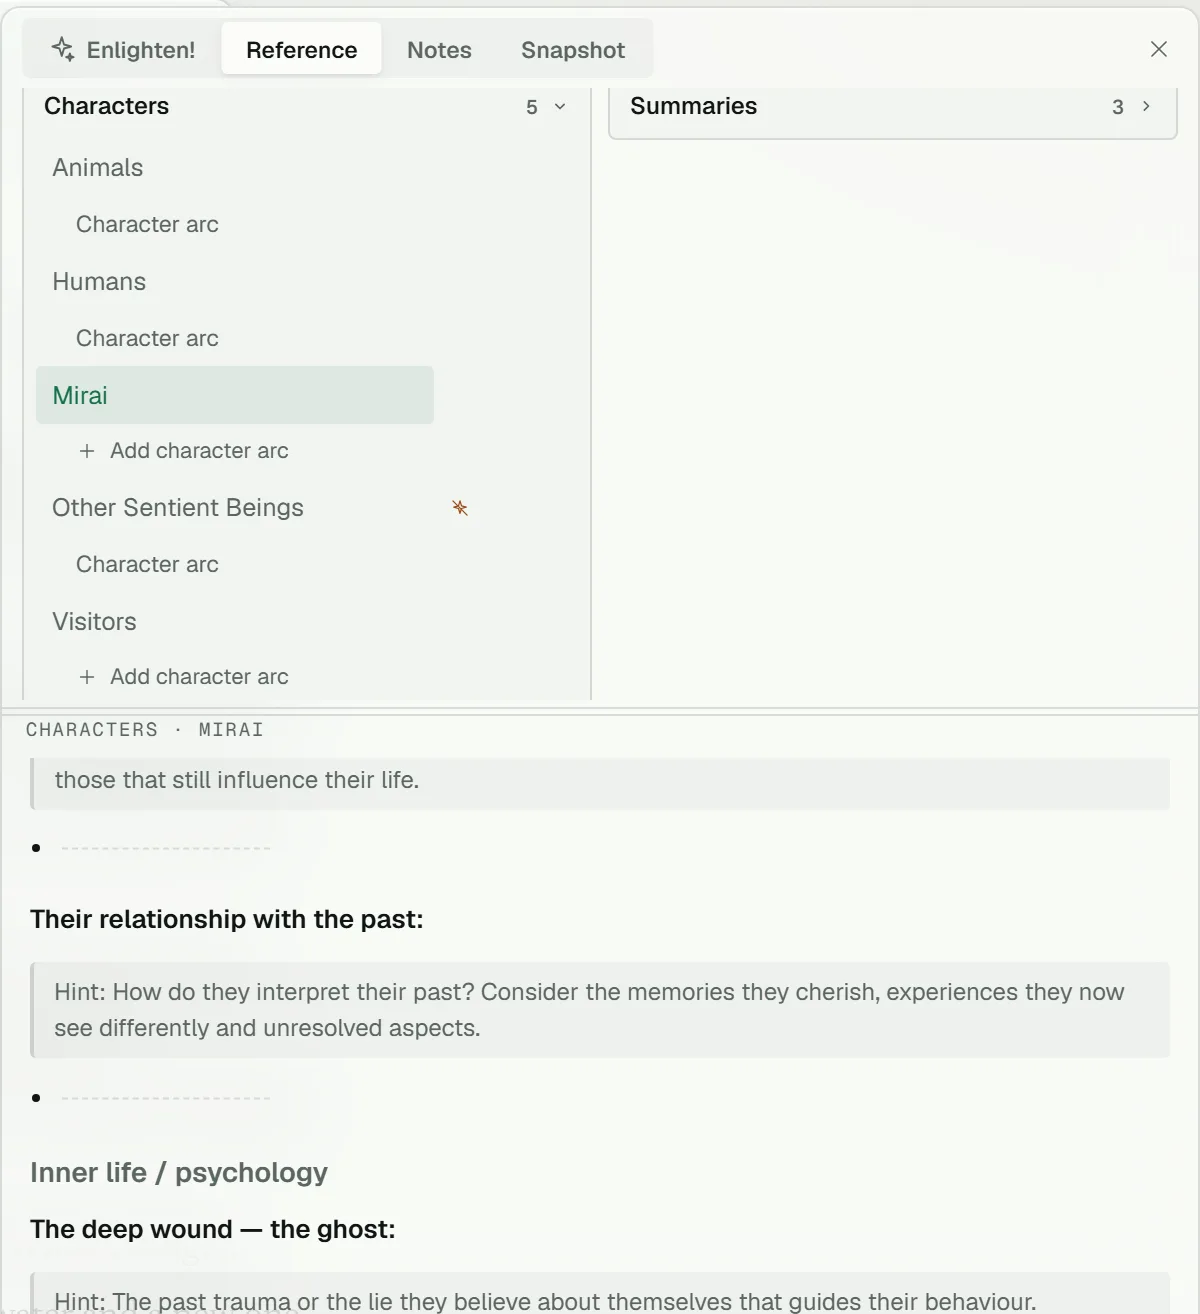 Enlighten!
Reference
Notes
Snapshot
Characters
5
Summaries
3
Animals
Character arc
Humans
Character arc
Mirai
+ Add character arc
Other Sentient Beings
Character arc
Visitors
+ Add character arc
CHARACTERS · MIRAI
those that still influence their life.
Their relationship with the past:
Hint: How do they interpret their past? Consider the memories they cherish, experiences they now
see differently and unresolved aspects.
Inner life / psychology
The deep wound — the ghost:
Hint: The past trauma or the lie they believe about themselves that guides their behaviour.